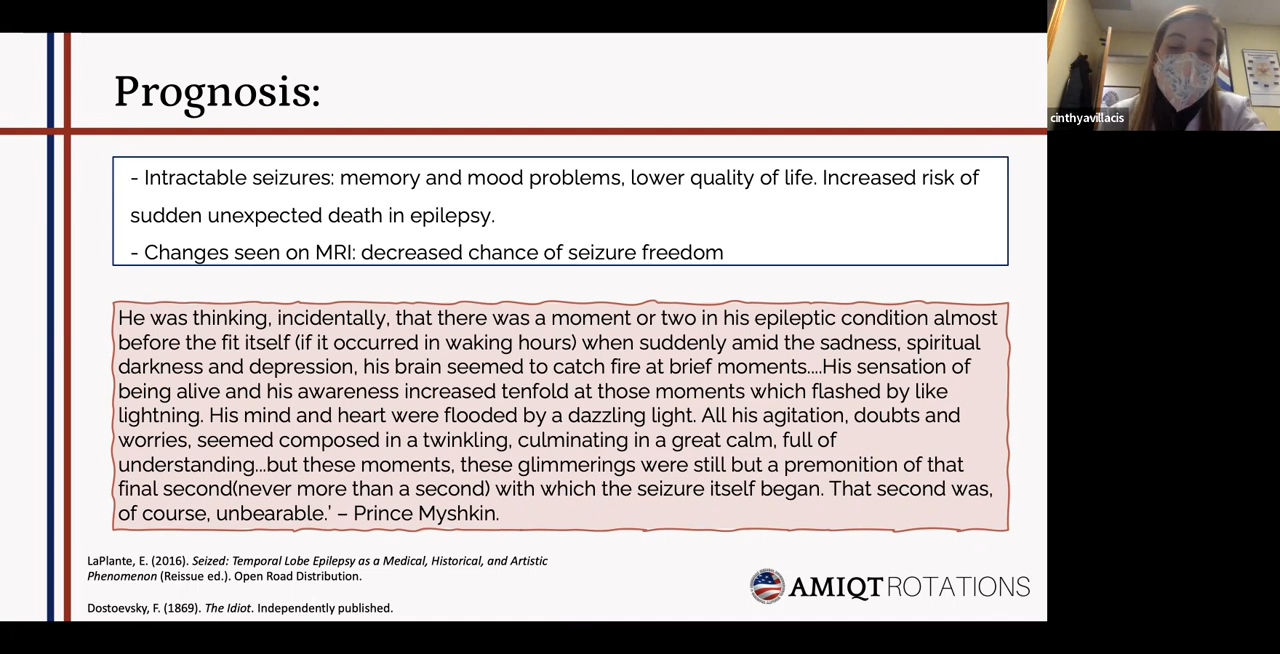 Prognosis:
cinthyavillacis
- Intractable seizures: memory and mood problems, lower quality of life. Increased risk of
sudden unexpected death in epilepsy.
- Changes seen on MRI: decreased chance of seizure freedom
He was thinking, incidentally, that there was a moment or two in his epileptic condition almost
before the fit itself (if it occurred in waking hours) when suddenly amid the sadness, spiritual
darkness and depression, his brain seemed to catch fire at brief moments....His sensation of
being alive and his awareness increased tenfold at those moments which flashed by like
lightning. His mind and heart were flooded by a dazzling light. All his agitation, doubts and
worries, seemed composed in a twinkling, culminating in a great calm, full of
understanding...but these moments, these glimmerings were still but a premonition of that
final second(never more than a second) with which the seizure itself began. That second was,
of course, unbearable.’ – Prince Myshkin.
LaPlante, E. (2016). Seized: Temporal Lobe Epilepsy as a Medical, Historical, and Artistic
Phenomenon (Reissue ed.). Open Road Distribution.
Dostoevsky, F. (1869). The Idiot. Independently published.
AMIQT ROTATIONS